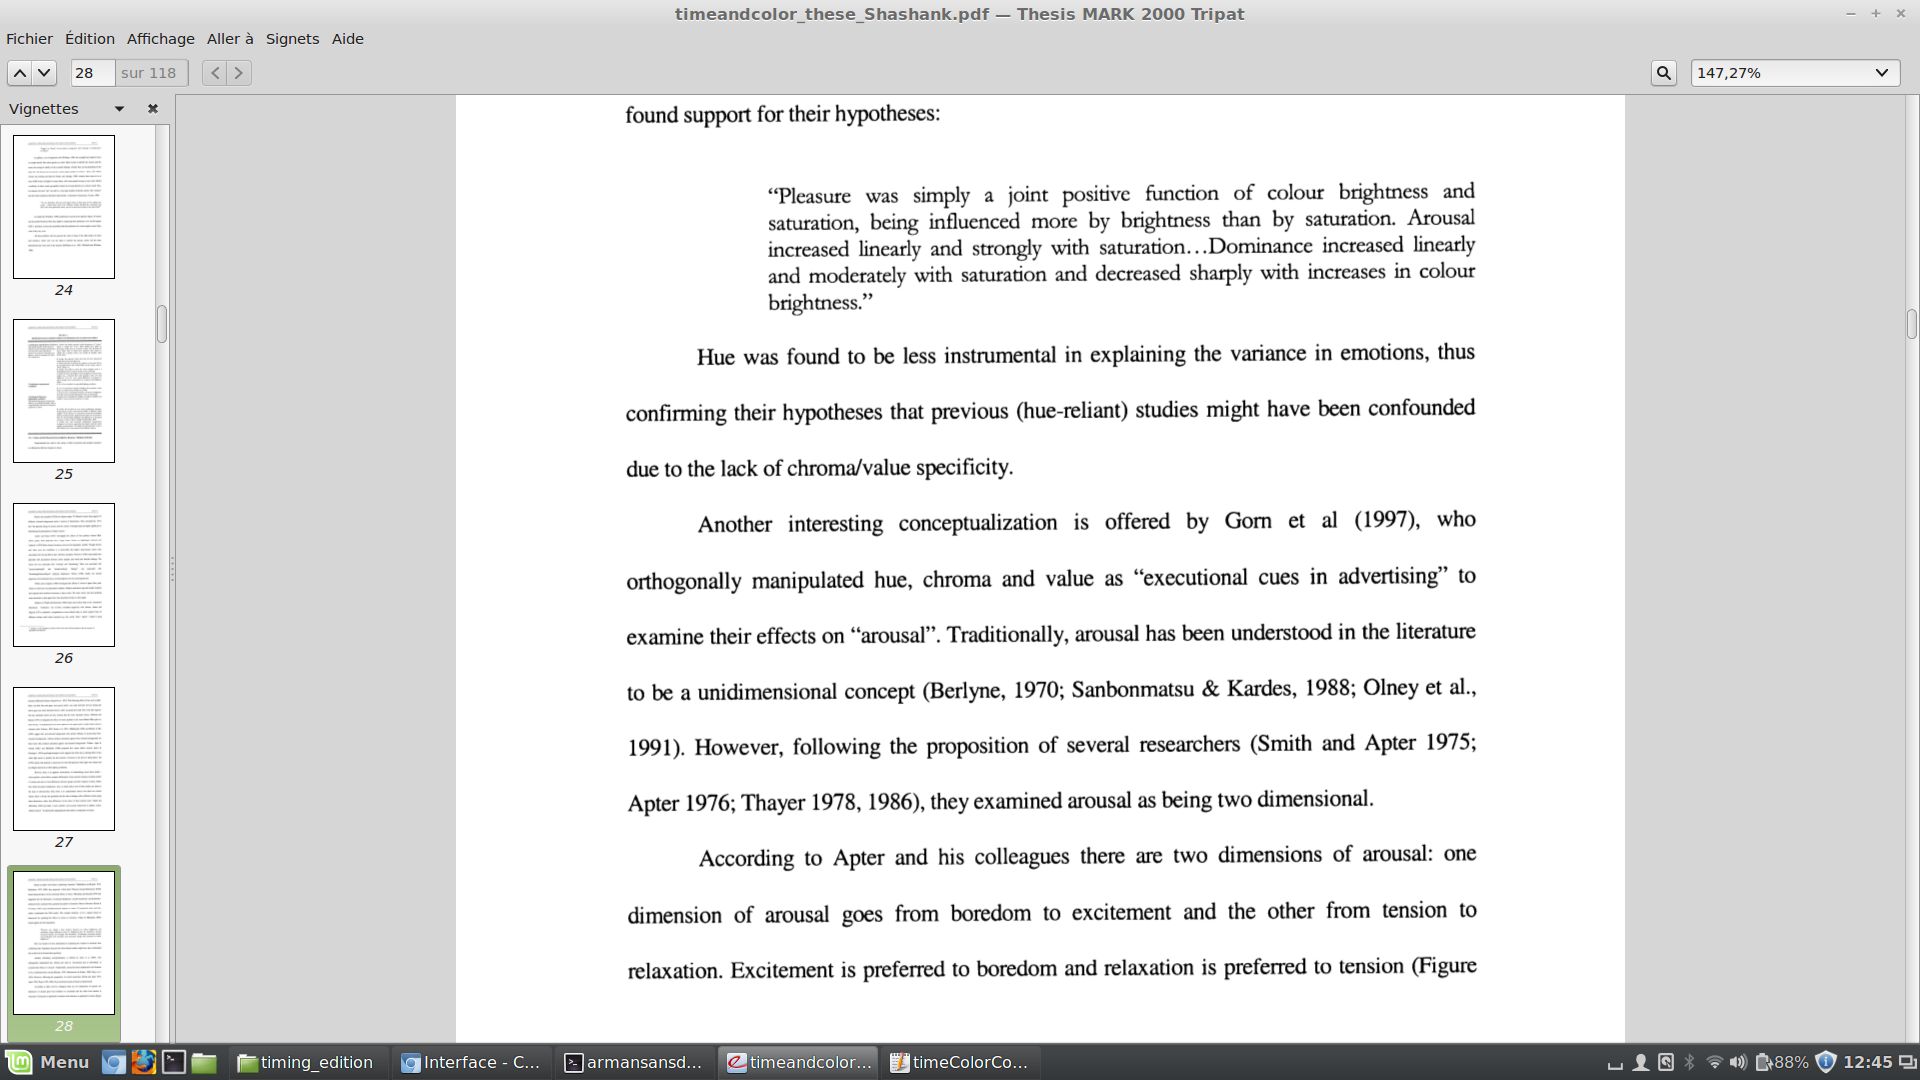 timeandcolor_these_Shashank.pdf — Thesis MARK 2000 Tripat
Fichier Édition Affichage Aller à Signets Aide
28 sur 118
147,27%
Vignettes
24
25
26
27
28
found support for their hypotheses:
“Pleasure was simply a joint positive function of colour brightness and
saturation, being influenced more by brightness than by saturation. Arousal
increased linearly and strongly with saturation…Dominance increased linearly
and moderately with saturation and decreased sharply with increases in colour
brightness.”
Hue was found to be less instrumental in explaining the variance in emotions, thus
confirming their hypotheses that previous (hue-reliant) studies might have been confounded
due to the lack of chroma/value specificity.
Another interesting conceptualization is offered by Gorn et al (1997), who
orthogonally manipulated hue, chroma and value as “executional cues in advertising” to
examine their effects on “arousal”. Traditionally, arousal has been understood in the literature
to be a unidimensional concept (Berlyne, 1970; Sanbonmatsu & Kardes, 1988; Olney et al.,
1991). However, following the proposition of several researchers (Smith and Apter 1975;
Apter 1976; Thayer 1978, 1986), they examined arousal as being two dimensional.
According to Apter and his colleagues there are two dimensions of arousal: one
dimension of arousal goes from boredom to excitement and the other from tension to
relaxation. Excitement is preferred to boredom and relaxation is preferred to tension (Figure
Menu timing_edition Interface - C... armansansd... timeandcolor... timeColorCo... 88% 12:45